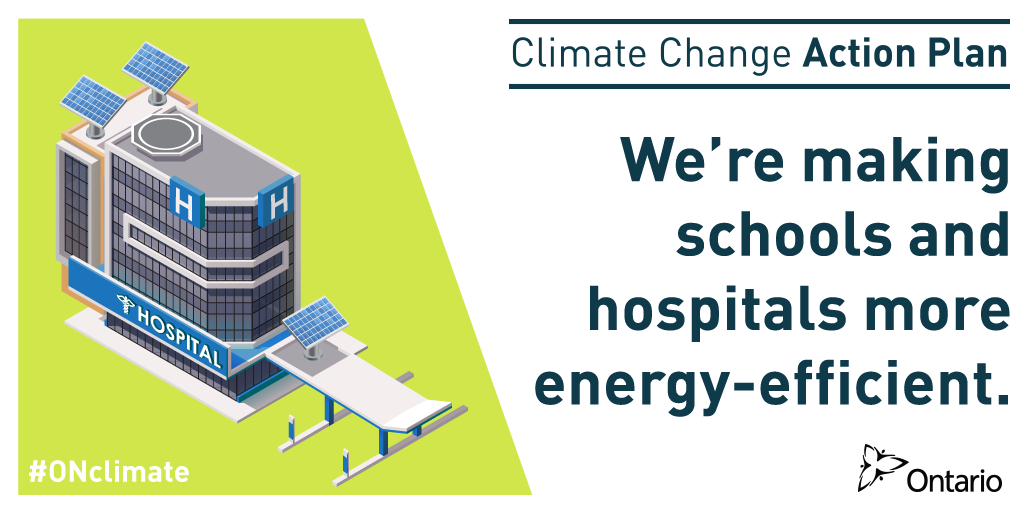 Climate Change Action Plan
We're making
schools and
hospitals more
energy-efficient.
H
H
HOSPITAL
#ONclimate
Ontario